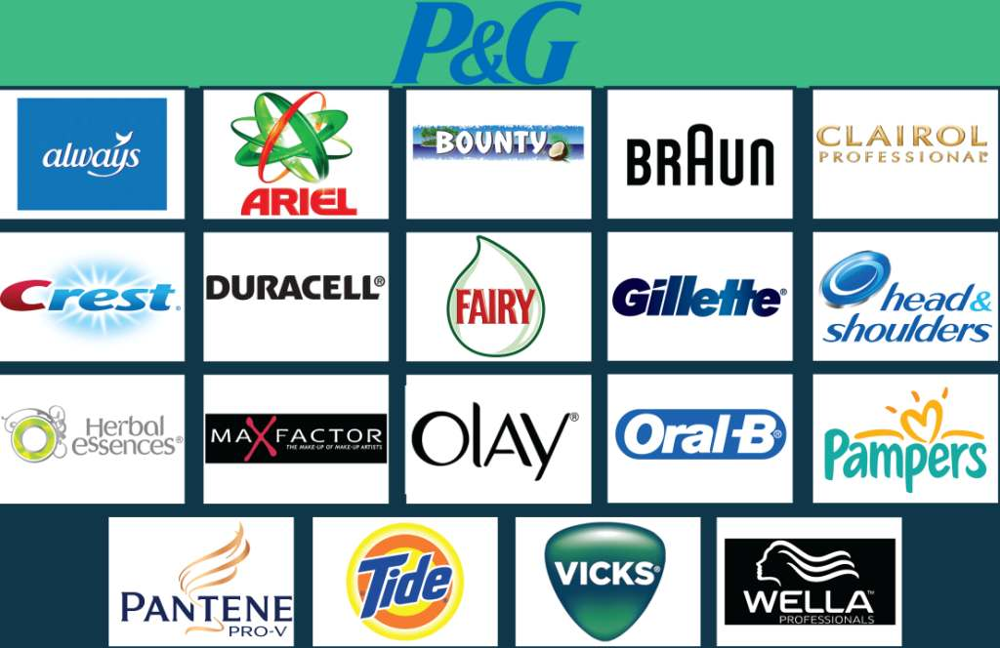 P&G
always
ARIEL
BOUNTY
BRAUN
CLAIROL
PROFESSIONAL
Crest
DURACELL®
FAIRY
Gillette®
head&
shoulders
Herbal
essences®
MAXFACTOR
THE MAKE-UP OF MAKE-UP ARTISTS
OLAY®
Oral-B®
Pampers
PANTENE
PRO-V
Tide
VICKS®
WELLA™
PROFESSIONALS